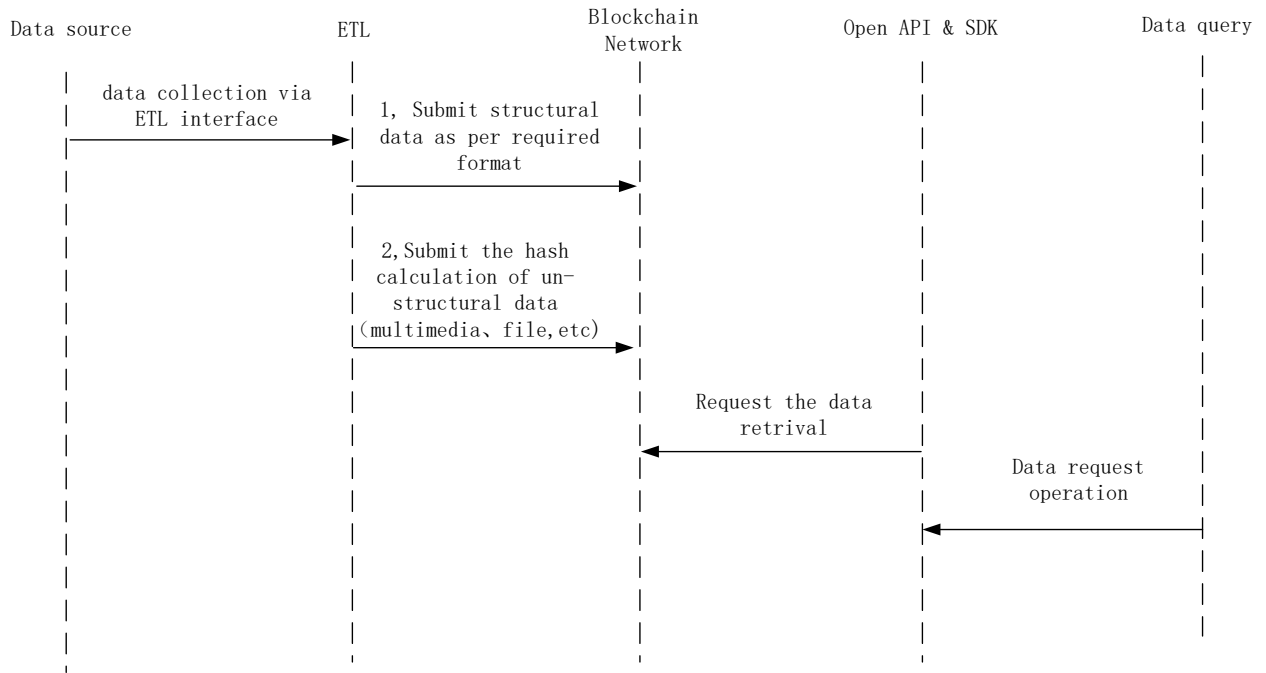 Data source
ETL
Blockchain
Network
Open API & SDK
Data query
data collection via
ETL interface
1, Submit structural
data as per required
format
2,Submit the hash
calculation of un-
structural data
(multimedia、file,etc)
Request the data
retrival
Data request
operation